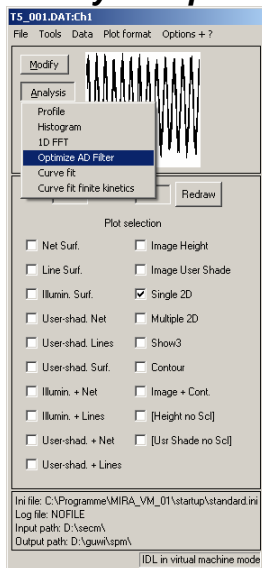 T5_001.DAT:Ch1
File Tools Data Plot format Options + ?
Modify
Analysis
Profile
Histogram
1D FFT
Optimize AD Filter
Curve fit
Curve fit finite kinetics
Redraw
Plot selection
Net Surf. Image Height
Line Surf. Image User Shade
Illumin. Surf. Single 2D
User-shad. Net Multiple 2D
User-shad. Lines Show3
User-shad. Surf. Contour
Illumin. + Net Image + Cont.
Illumin. + Lines [Height no Scl]
User-shad. + Net [Usr Shade no Scl]
User-shad. + Lines
Ini file: C:\Programme\MIRA_VM_01\startup\standard.ini
Log file: NOFILE
Input path: D:\secm\
Output path: D:\guwi\spm\
IDL in virtual machine mode